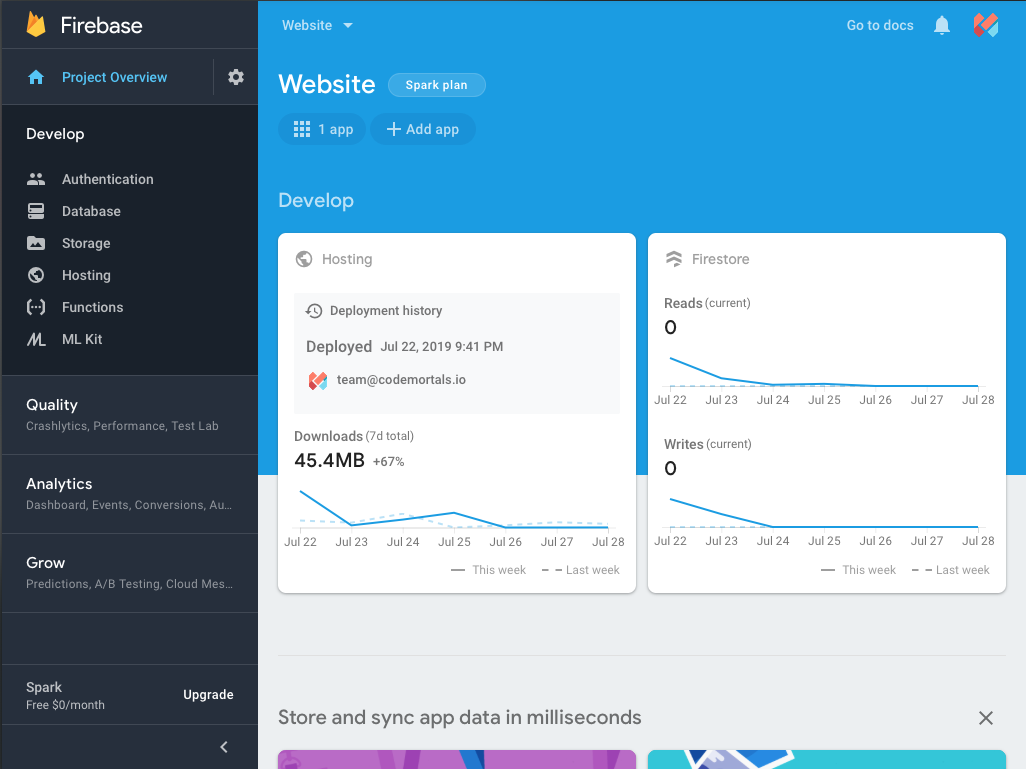 Firebase
Project Overview
Develop
Authentication
Database
Storage
Hosting
Functions
ML Kit
Quality
Crashlytics, Performance, Test Lab
Analytics
Dashboard, Events, Conversions, Au...
Grow
Predictions, A/B Testing, Cloud Mes...
Spark
Free $0/month
Upgrade
Website
Go to docs
Website
Spark plan
1 app
Add app
Develop
Hosting
Deployment history
Deployed Jul 22, 2019 9:41 PM
team@codemortals.io
Downloads (7d total)
45.4MB +67%
Jul 22 Jul 23 Jul 24 Jul 25 Jul 26 Jul 27 Jul 28
This week Last week
Firestore
Reads (current)
0
Jul 22 Jul 23 Jul 24 Jul 25 Jul 26 Jul 27 Jul 28
Writes (current)
0
Jul 22 Jul 23 Jul 24 Jul 25 Jul 26 Jul 27 Jul 28
This week Last week
Store and sync app data in milliseconds